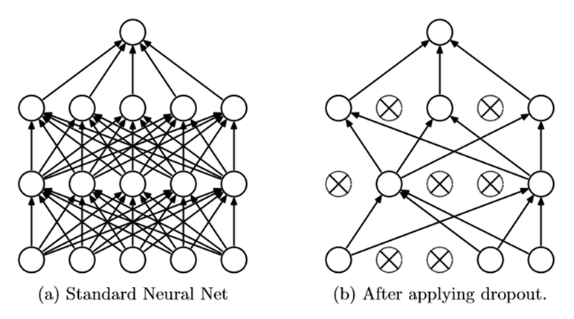 (a) Standard Neural Net
(b) After applying dropout.